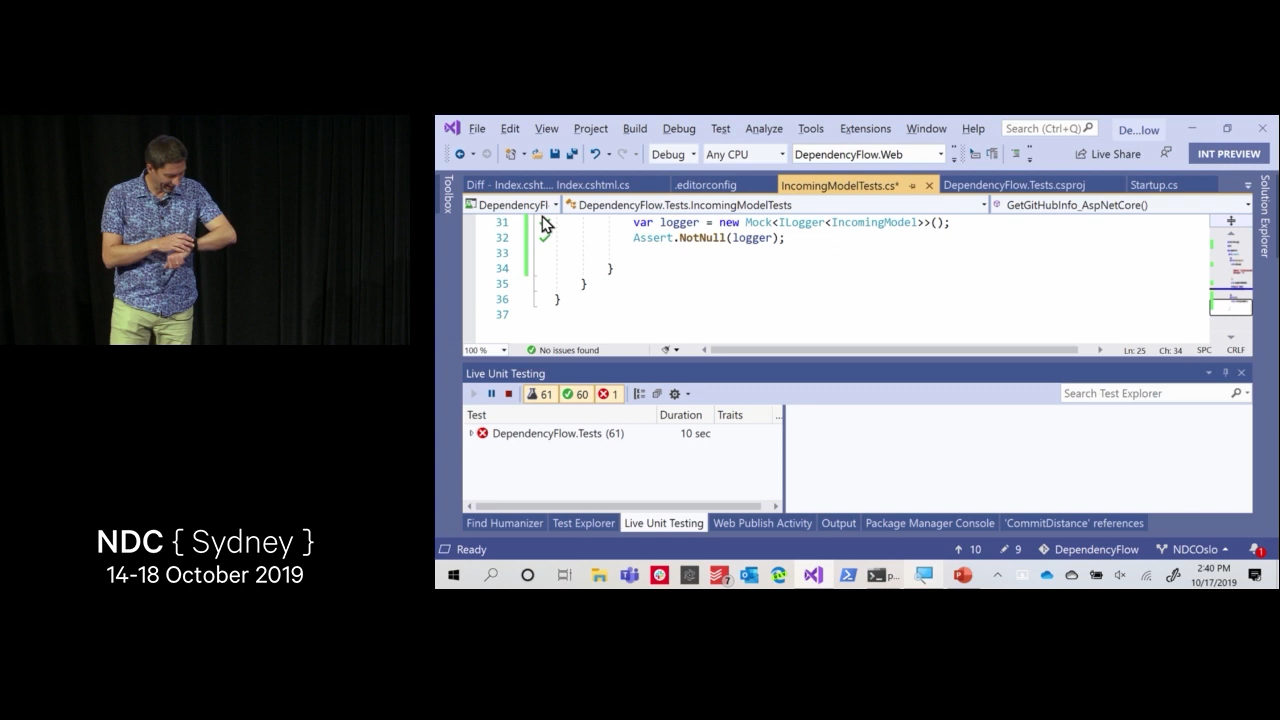 File Edit View Project Build Debug Test Analyze Tools Extensions Window Help Search (Ctrl+Q) De...low
Debug Any CPU DependencyFlow.Web Live Share INT PREVIEW
Toolbox
Diff - Index.csht.... Index.cshtml.cs .editorconfig IncomingModelTests.cs* DependencyFlow.Tests.csproj Startup.cs
Solution Explorer
DependencyFl DependencyFlow.Tests.IncomingModelTests GetGitHubInfo_AspNetCore()
31 var logger = new Mock<ILogger<IncomingModel>>();
32 Assert.NotNull(logger);
33
34 }
35 }
36 }
37
100 % No issues found Ln: 25 Ch: 34 SPC CRLF
Live Unit Testing
61 60 1 Search Test Explorer
Test Duration Traits ...
DependencyFlow.Tests (61) 10 sec
Find Humanizer Test Explorer Live Unit Testing Web Publish Activity Output Package Manager Console 'CommitDistance' references
Ready 10 9 DependencyFlow NDCOslo 1
7 p... 2:40 PM
10/17/2019
NDC { Sydney }
14-18 October 2019